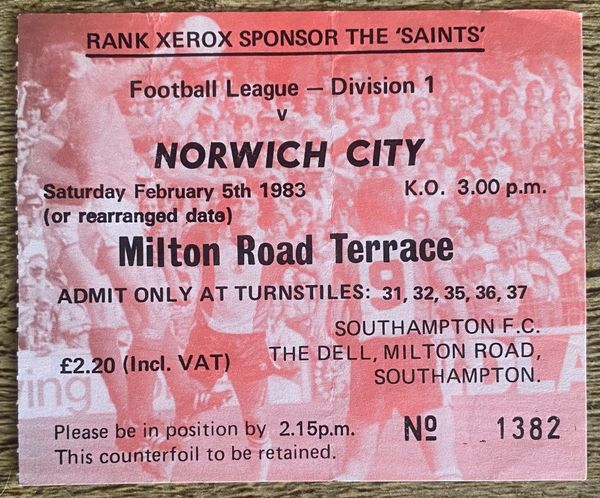 RANK XEROX SPONSOR THE 'SAINTS'
Football League – Division 1
v
NORWICH CITY
Saturday February 5th 1983 K.O. 3.00 p.m.
(or rearranged date)
Milton Road Terrace
ADMIT ONLY AT TURNSTILES: 31, 32, 35, 36, 37
SOUTHAMPTON F.C.
£2.20 (Incl. VAT) THE DELL, MILTON ROAD,
SOUTHAMPTON.
Please be in position by 2.15p.m. Nº 1382
This counterfoil to be retained.
8
ing